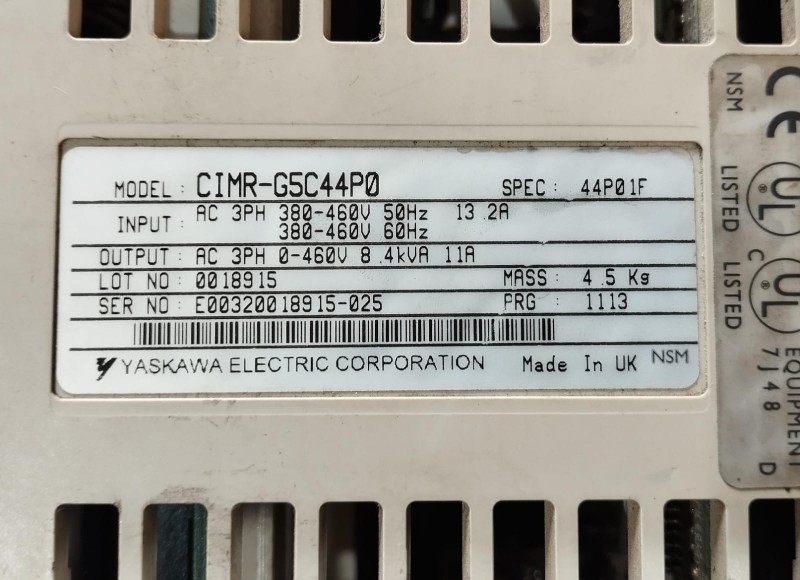 MODEL : CIMR-G5C44P0 SPEC : 44P01F
INPUT : AC 3PH 380-460V 50Hz 13.2A
380-460V 60Hz
OUTPUT : AC 3PH 0-460V 8.4kVA 11A
LOT NO : 0018915 MASS : 4.5 Kg
SER NO : E00320018915-025 PRG : 1113
YASKAWA ELECTRIC CORPORATION Made In UK NSM
NSM CE
LISTED UL ®
LISTED C UL ®
EQUIPMENT
7J48 D